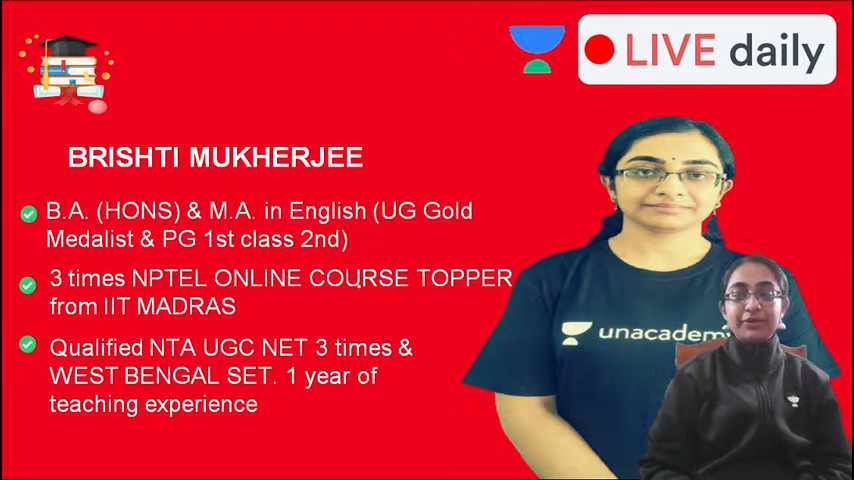 LIVE daily
BRISHTI MUKHERJEE
B.A. (HONS) & M.A. in English (UG Gold
Medalist & PG 1st class 2nd)
3 times NPTEL ONLINE COURSE TOPPER
from IIT MADRAS
Qualified NTA UGC NET 3 times &
WEST BENGAL SET. 1 year of
teaching experience
unacademy